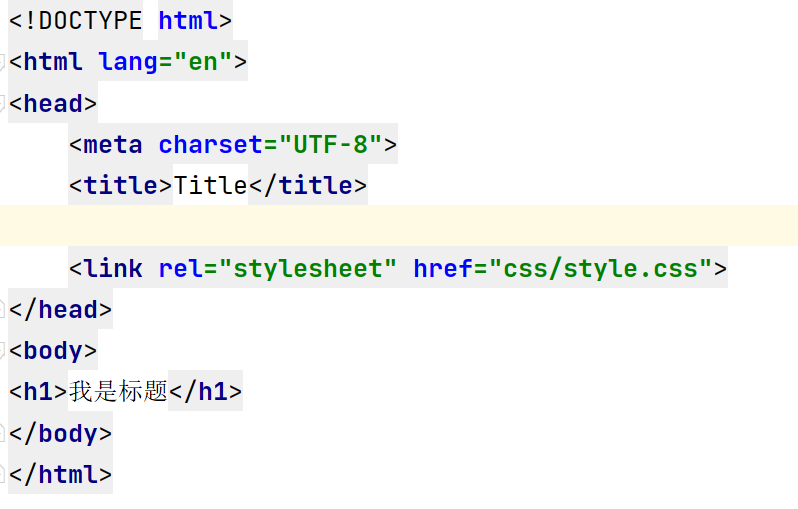 <!DOCTYPE html>
<html lang="en">
<head>
    <meta charset="UTF-8">
    <title>Title</title>
    <link rel="stylesheet" href="css/style.css">
</head>
<body>
<h1>我是标题</h1>
</body>
</html>